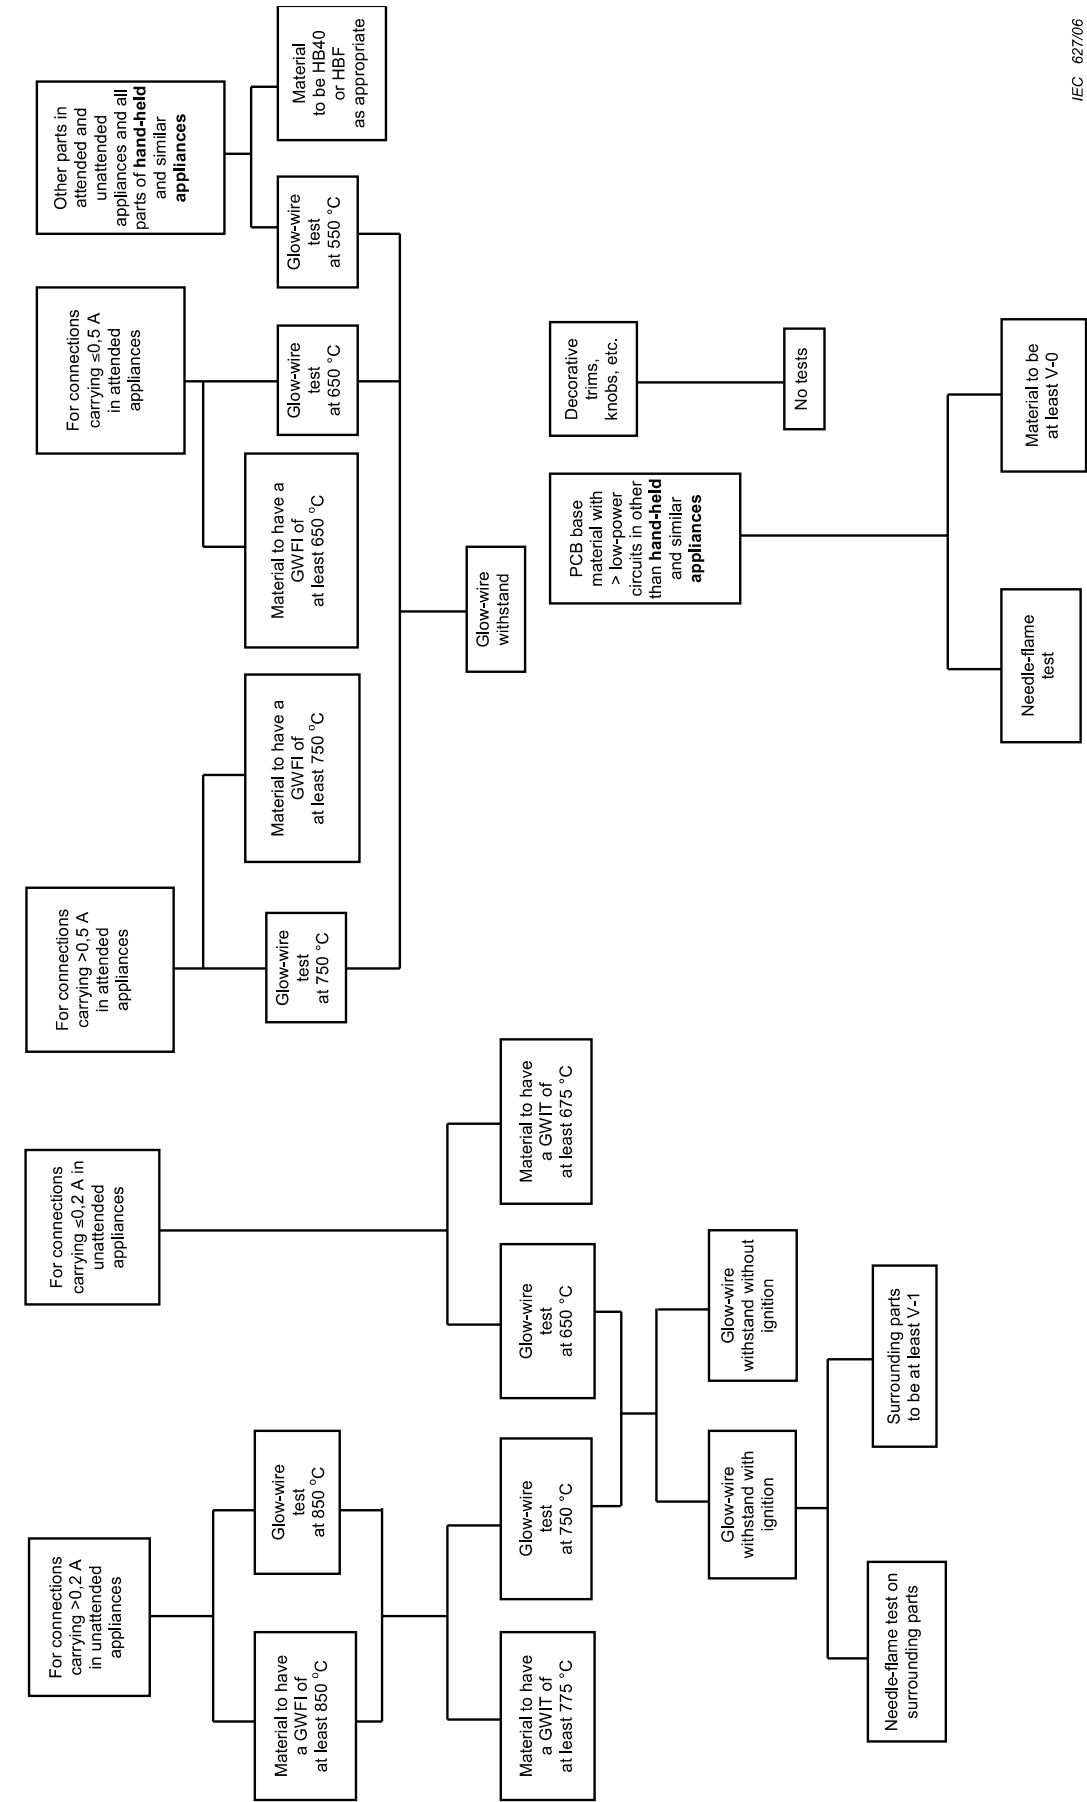 For connections
carrying >0,2 A
in unattended
appliances
Material to have
a GWFI of
at least 850 °C
Glow-wire
test
at 850 °C
Material to have
a GWIT of
at least 775 °C
Glow-wire
test
at 750 °C
For connections
carrying ≤0,2 A in
unattended
appliances
Glow-wire
test
at 650 °C
Material to have
a GWIT of
at least 675 °C
Glow-wire
withstand with
ignition
Glow-wire
withstand without
ignition
Needle-flame test on
surrounding parts
Surrounding parts
to be at least V-1
For connections
carrying >0,5 A
in attended
appliances
Glow-wire
test
at 750 °C
Material to have a
GWFI of
at least 750 °C
For connections
carrying ≤0,5 A
in attended
appliances
Material to have a
GWFI of
at least 650 °C
Glow-wire
test
at 650 °C
Other parts in
attended and
unattended
appliances and all
parts of hand-held
and similar
appliances
Glow-wire
test
at 550 °C
Material
to be HB40
or HBF
as appropriate
Glow-wire
withstand
PCB base
material with
> low-power
circuits in other
than hand-held
and similar
appliances
Needle-flame
test
Material to be
at least V-0
Decorative
trims,
knobs, etc.
No tests
IEC 627/06